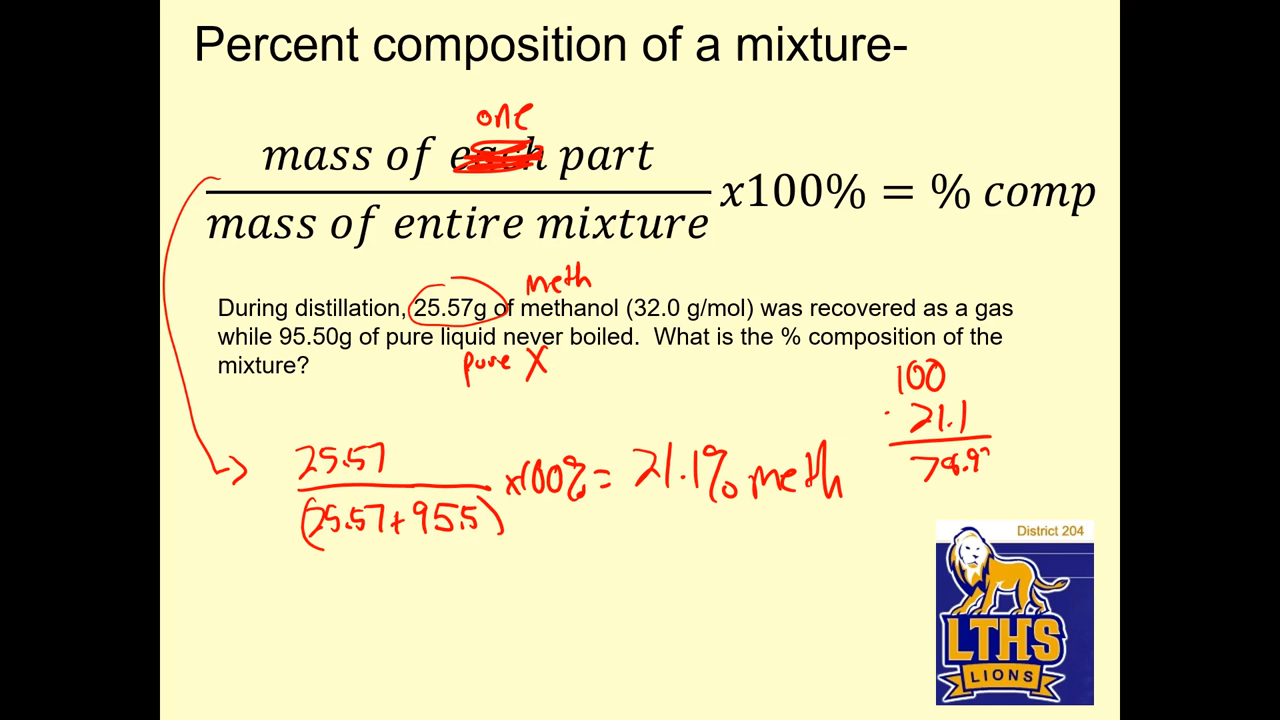 Percent composition of a mixture-
one
mass of each part
mass of entire mixture
x100% = % comp
meth
During distillation, 25.57g of methanol (32.0 g/mol) was recovered as a gas
while 95.50g of pure liquid never boiled.  What is the % composition of the
mixture?
pure X
100
- 21.1
78.9
25.57
(25.57+95.5)
x100% = 21.1% meth
District 204
LTHS
LIONS